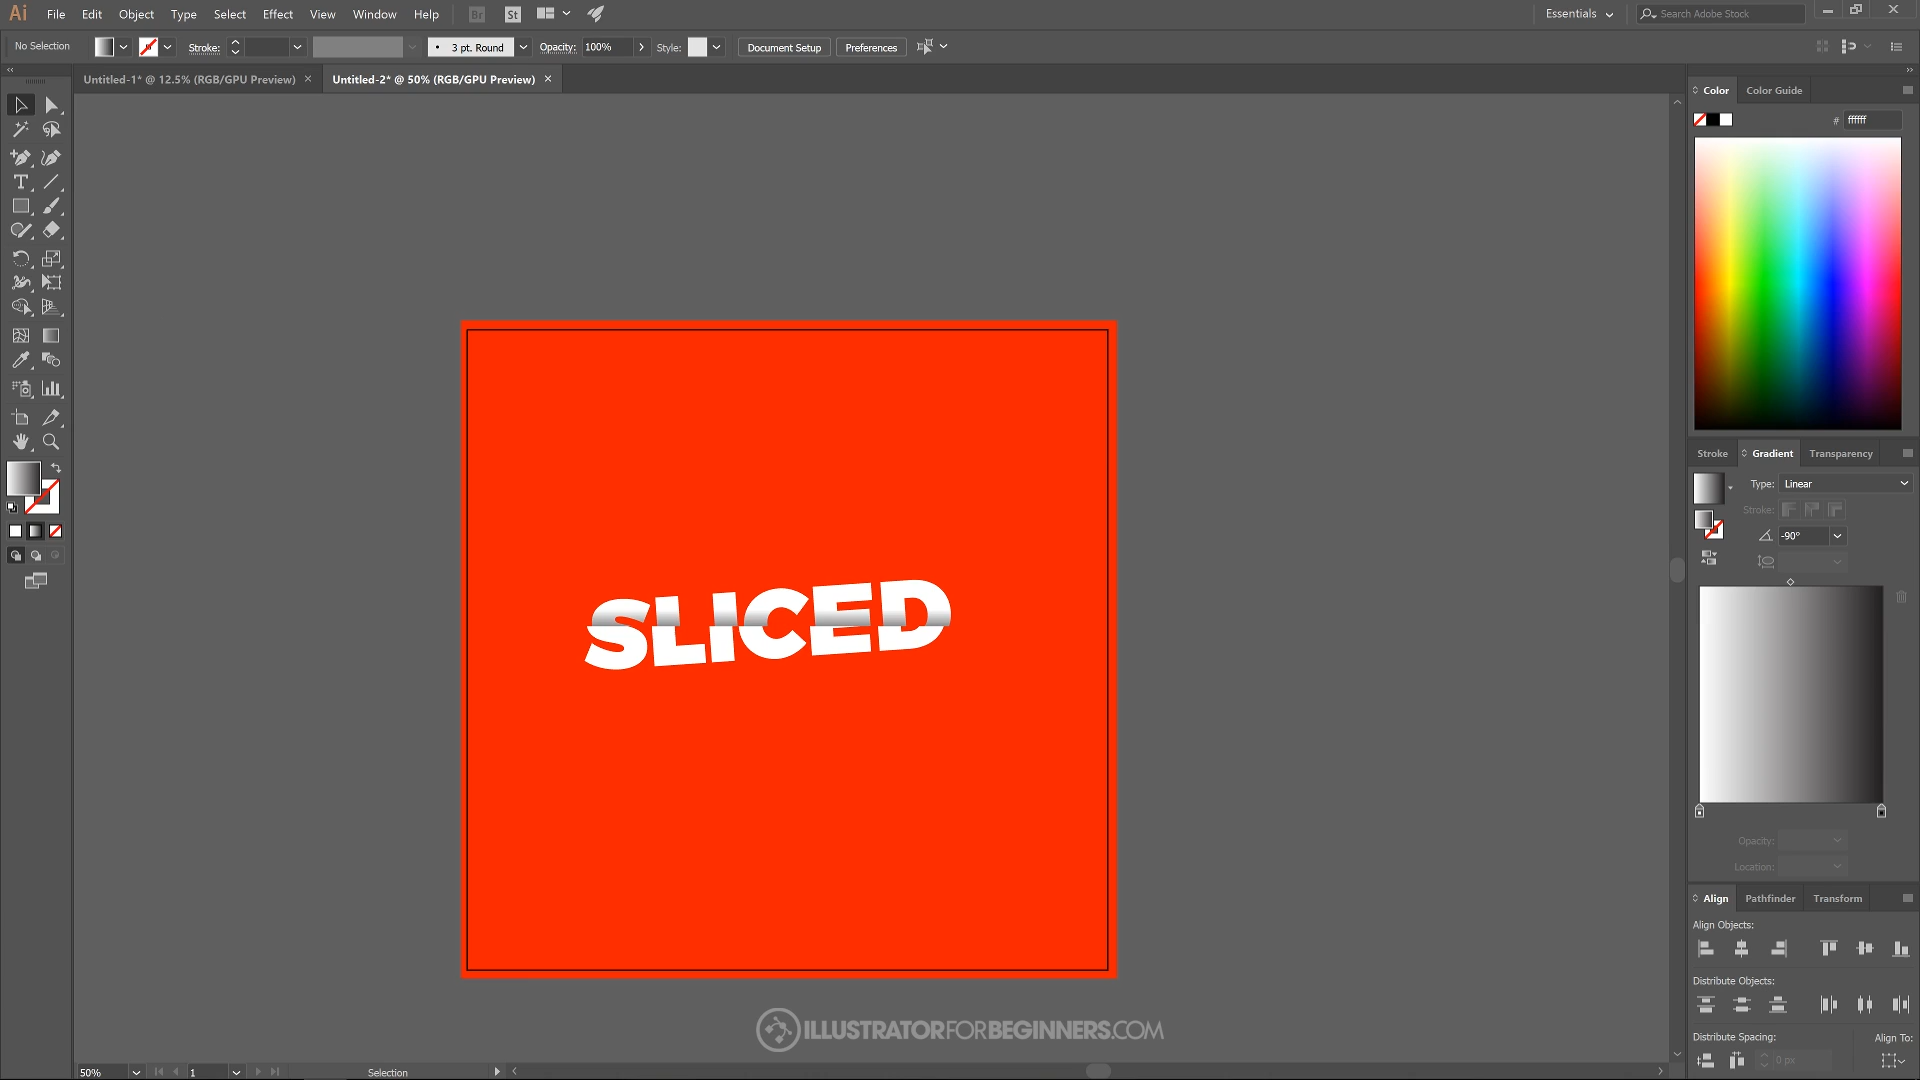 Ai File Edit Object Type Select Effect View Window Help Br St Essentials Search Adobe Stock
No Selection Stroke: • 3 pt. Round Opacity: 100% Style: Document Setup Preferences
Untitled-1* @ 12.5% (RGB/GPU Preview) × Untitled-2* @ 50% (RGB/GPU Preview) ×
Color Color Guide
# ffffff
Stroke Gradient Transparency
Type: Linear
Stroke:
-90°
SLICED
Opacity:
Location:
Align Pathfinder Transform
Align Objects:
Distribute Objects:
ILLUSTRATORFORBEGINNERS.COM
Distribute Spacing: Align To:
0 px
50% 1 Selection